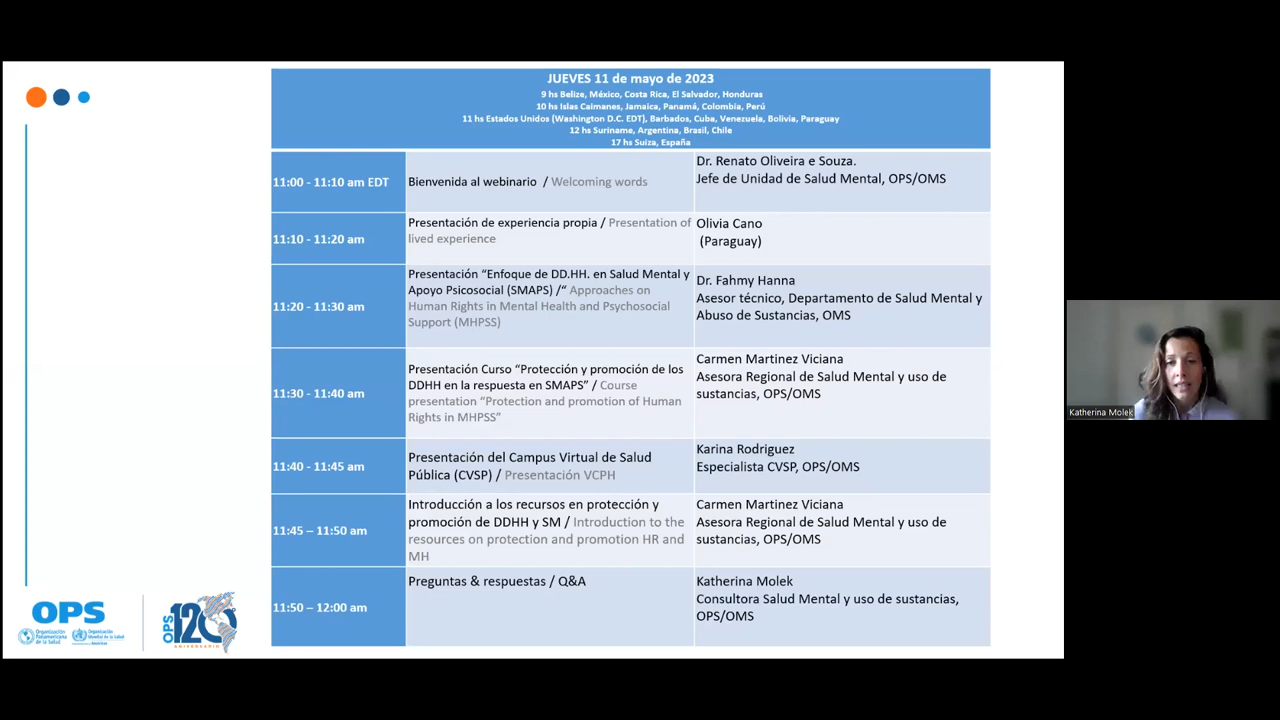 JUEVES 11 de mayo de 2023
9 hs Belize, México, Costa Rica, El Salvador, Honduras
10 hs Islas Caimanes, Jamaica, Panamá, Colombia, Perú
11 hs Estados Unidos (Washington D.C. EDT), Barbados, Cuba, Venezuela, Bolivia, Paraguay
12 hs Suriname, Argentina, Brasil, Chile
17 hs Suiza, España
11:00 - 11:10 am EDT
Bienvenida al webinario / Welcoming words
Dr. Renato Oliveira e Souza.
Jefe de Unidad de Salud Mental, OPS/OMS
11:10 - 11:20 am
Presentación de experiencia propia / Presentation of
lived experience
Olivia Cano
(Paraguay)
11:20 - 11:30 am
Presentación “Enfoque de DD.HH. en Salud Mental y
Apoyo Psicosocial (SMAPS) /“ Approaches on
Human Rights in Mental Health and Psychosocial
Support (MHPSS)
Dr. Fahmy Hanna
Asesor técnico, Departamento de Salud Mental y
Abuso de Sustancias, OMS
11:30 - 11:40 am
Presentación Curso “Protección y promoción de los
DDHH en la respuesta en SMAPS” / Course
presentation “Protection and promotion of Human
Rights in MHPSS”
Carmen Martinez Viciana
Asesora Regional de Salud Mental y uso de
sustancias, OPS/OMS
11:40 - 11:45 am
Presentación del Campus Virtual de Salud
Pública (CVSP) / Presentación VCPH
Karina Rodriguez
Especialista CVSP, OPS/OMS
11:45 – 11:50 am
Introducción a los recursos en protección y
promoción de DDHH y SM / Introduction to the
resources on protection and promotion HR and
MH
Carmen Martinez Viciana
Asesora Regional de Salud Mental y uso de
sustancias, OPS/OMS
11:50 – 12:00 am
Preguntas & respuestas / Q&A
Katherina Molek
Consultora Salud Mental y uso de sustancias,
OPS/OMS
OPS
Organización
Panamericana
de la Salud
Organización
Mundial de la Salud
Américas
OPS 120
ANIVERSARIO
Katherina Molek